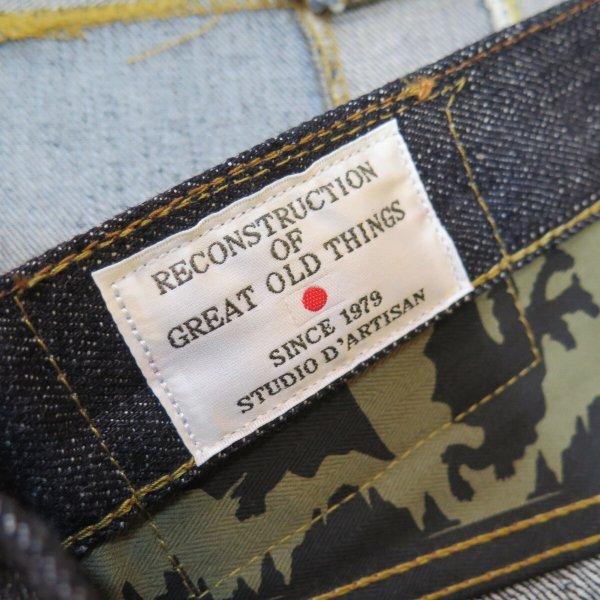 RECONSTRUCTION
OF
GREAT OLD THINGS
SINCE 1979
STUDIO D'ARTISAN